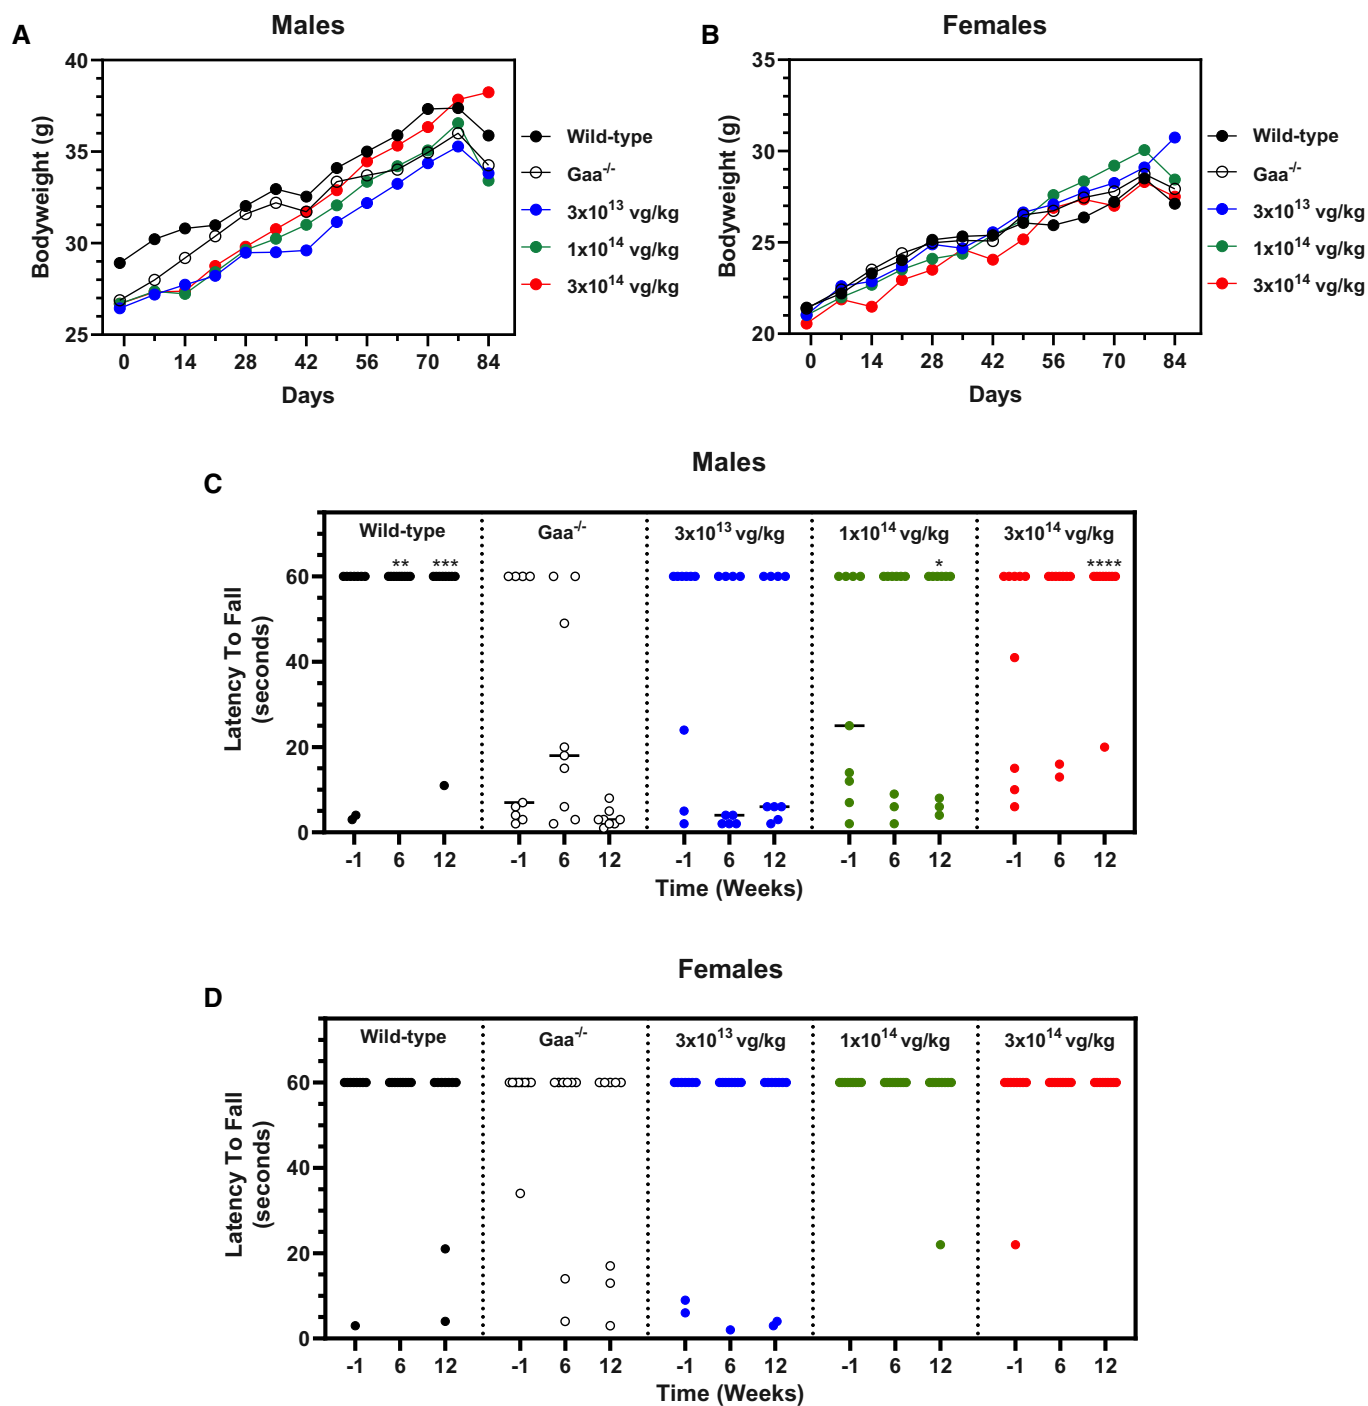 A
Males
Bodyweight (g)
40
35
30
25
0 14 28 42 56 70 84
Days
Wild-type
Gaa-/-
3x10^13 vg/kg
1x10^14 vg/kg
3x10^14 vg/kg
B
Females
Bodyweight (g)
35
30
25
20
0 14 28 42 56 70 84
Days
Wild-type
Gaa-/-
3x10^13 vg/kg
1x10^14 vg/kg
3x10^14 vg/kg
C
Males
Latency To Fall
(seconds)
60
40
20
0
Wild-type Gaa-/- 3x10^13 vg/kg 1x10^14 vg/kg 3x10^14 vg/kg
** *** * ****
-1 6 12 -1 6 12 -1 6 12 -1 6 12 -1 6 12
Time (Weeks)
D
Females
Latency To Fall
(seconds)
60
40
20
0
Wild-type Gaa-/- 3x10^13 vg/kg 1x10^14 vg/kg 3x10^14 vg/kg
-1 6 12 -1 6 12 -1 6 12 -1 6 12 -1 6 12
Time (Weeks)